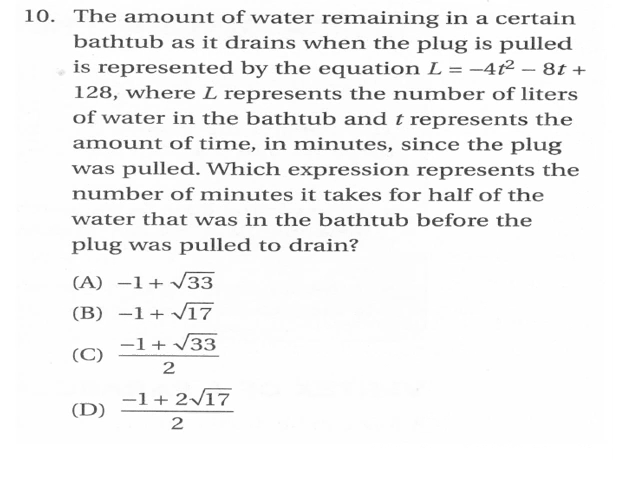 10. The amount of water remaining in a certain
bathtub as it drains when the plug is pulled
is represented by the equation L = −4t² − 8t +
128, where L represents the number of liters
of water in the bathtub and t represents the
amount of time, in minutes, since the plug
was pulled. Which expression represents the
number of minutes it takes for half of the
water that was in the bathtub before the
plug was pulled to drain?
(A) −1 + √33
(B) −1 + √17
(C) (−1 + √33)/2
(D) (−1 + 2√17)/2